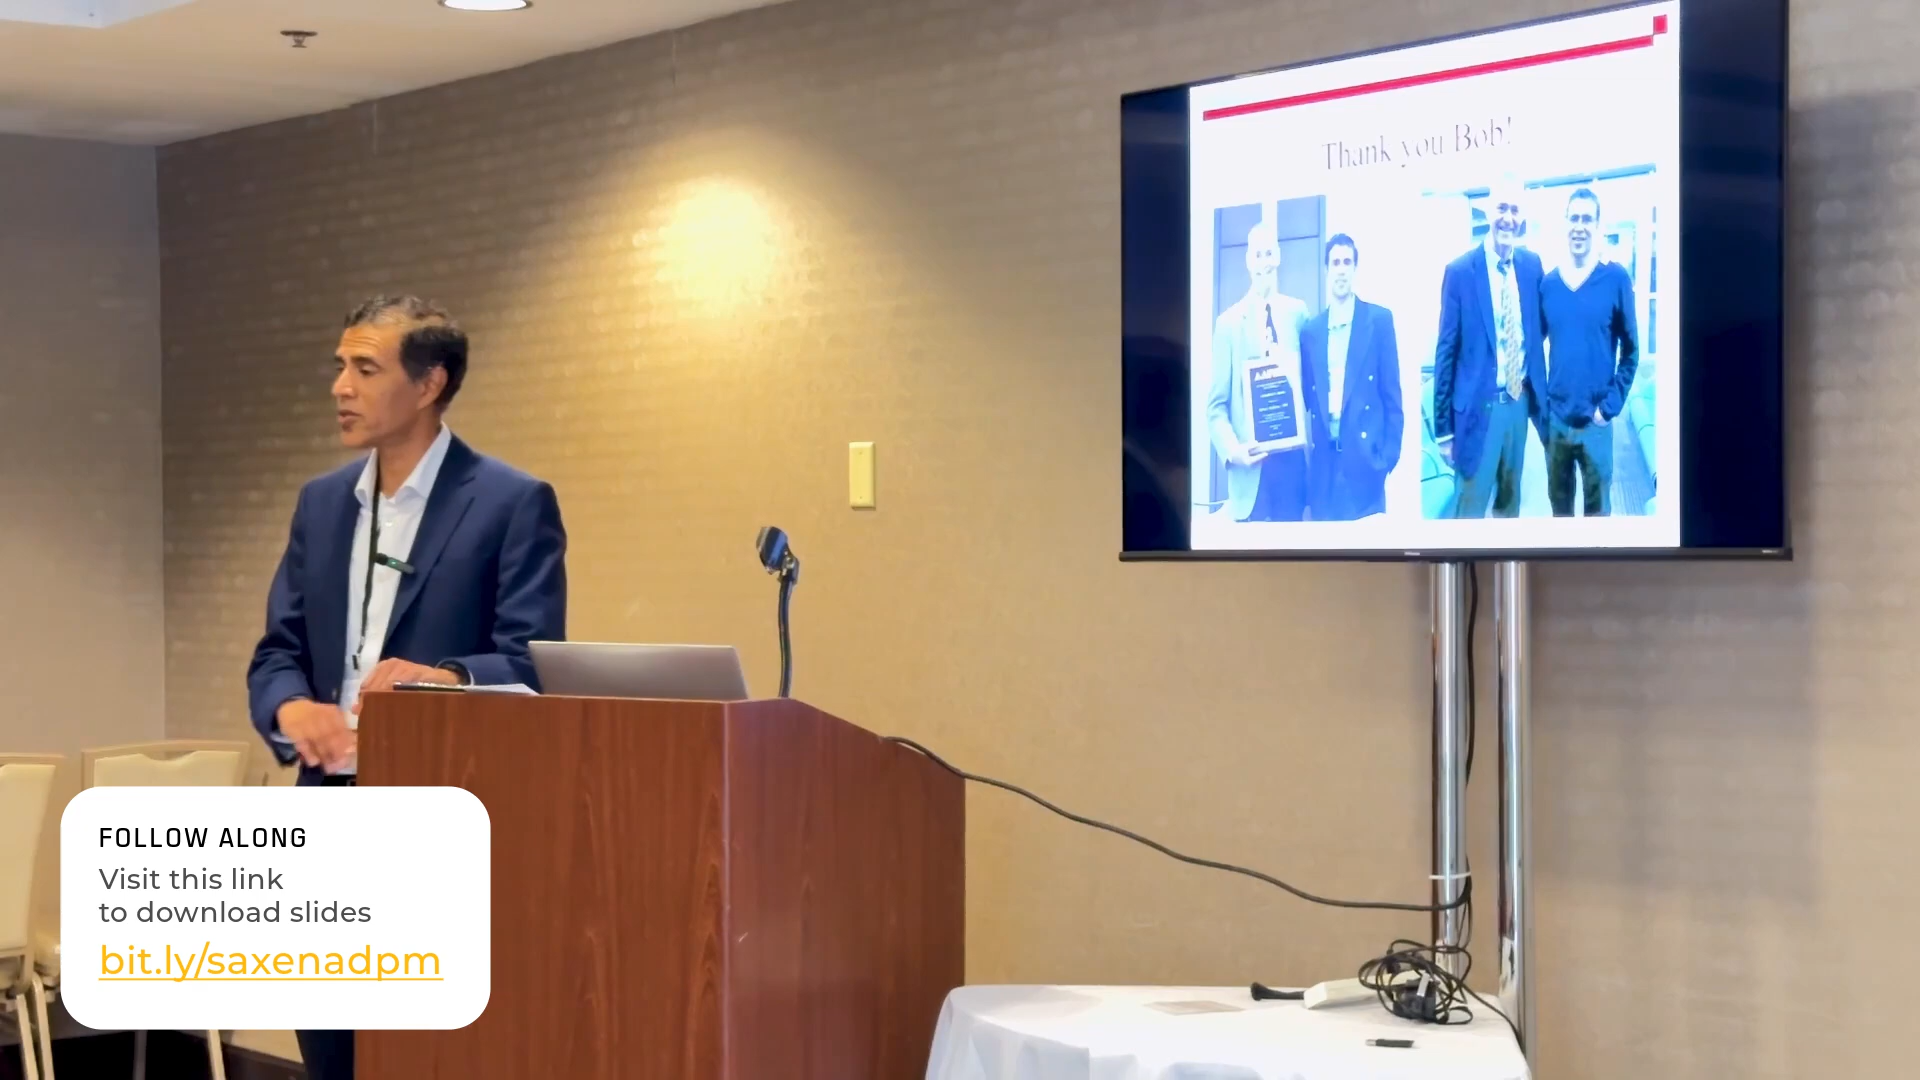 Thank you Bob!
FOLLOW ALONG
Visit this link
to download slides
bit.ly/saxenadpm